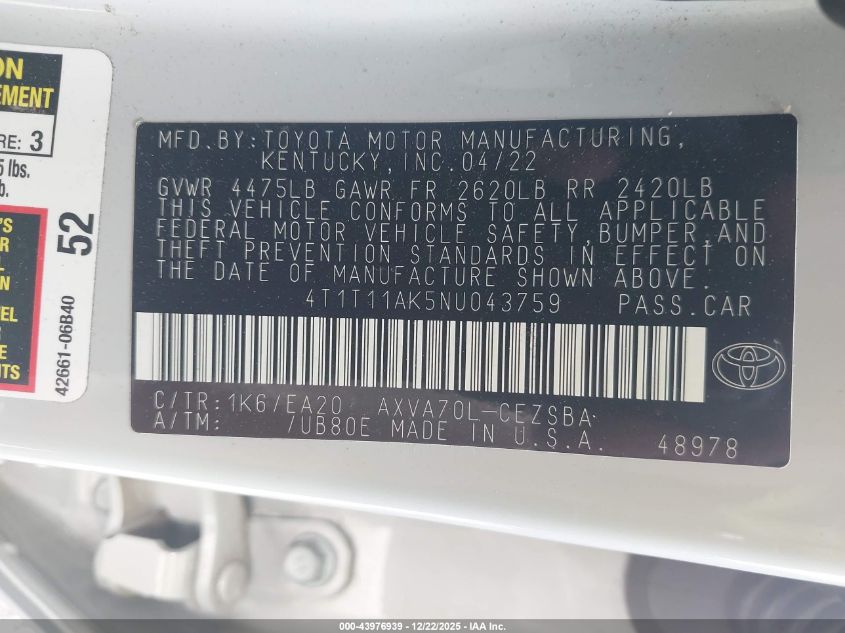 ON
EMENT
RE: 3
5 lbs.
b.
'S
R
L
N
EL
R
E
NTS
52
42661-06B40
MFD.BY:TOYOTA MOTOR MANUFACTURING,
KENTUCKY,INC.04/22
GVWR 4475LB GAWR FR 2620LB RR 2420LB
THIS VEHICLE CONFORMS TO ALL APPLICABLE
FEDERAL MOTOR VEHICLE SAFETY,BUMPER,AND
THEFT PREVENTION STANDARDS IN EFFECT ON
THE DATE OF MANUFACTURE SHOWN ABOVE.
4T1T11AK5NU043759 PASS.CAR
C/TR:1K6/EA20 AXVA70L-CEZSBA
A/TM: /UB80E MADE IN U.S.A.
48978
000-43976939 - 12/22/2025 - IAA Inc.